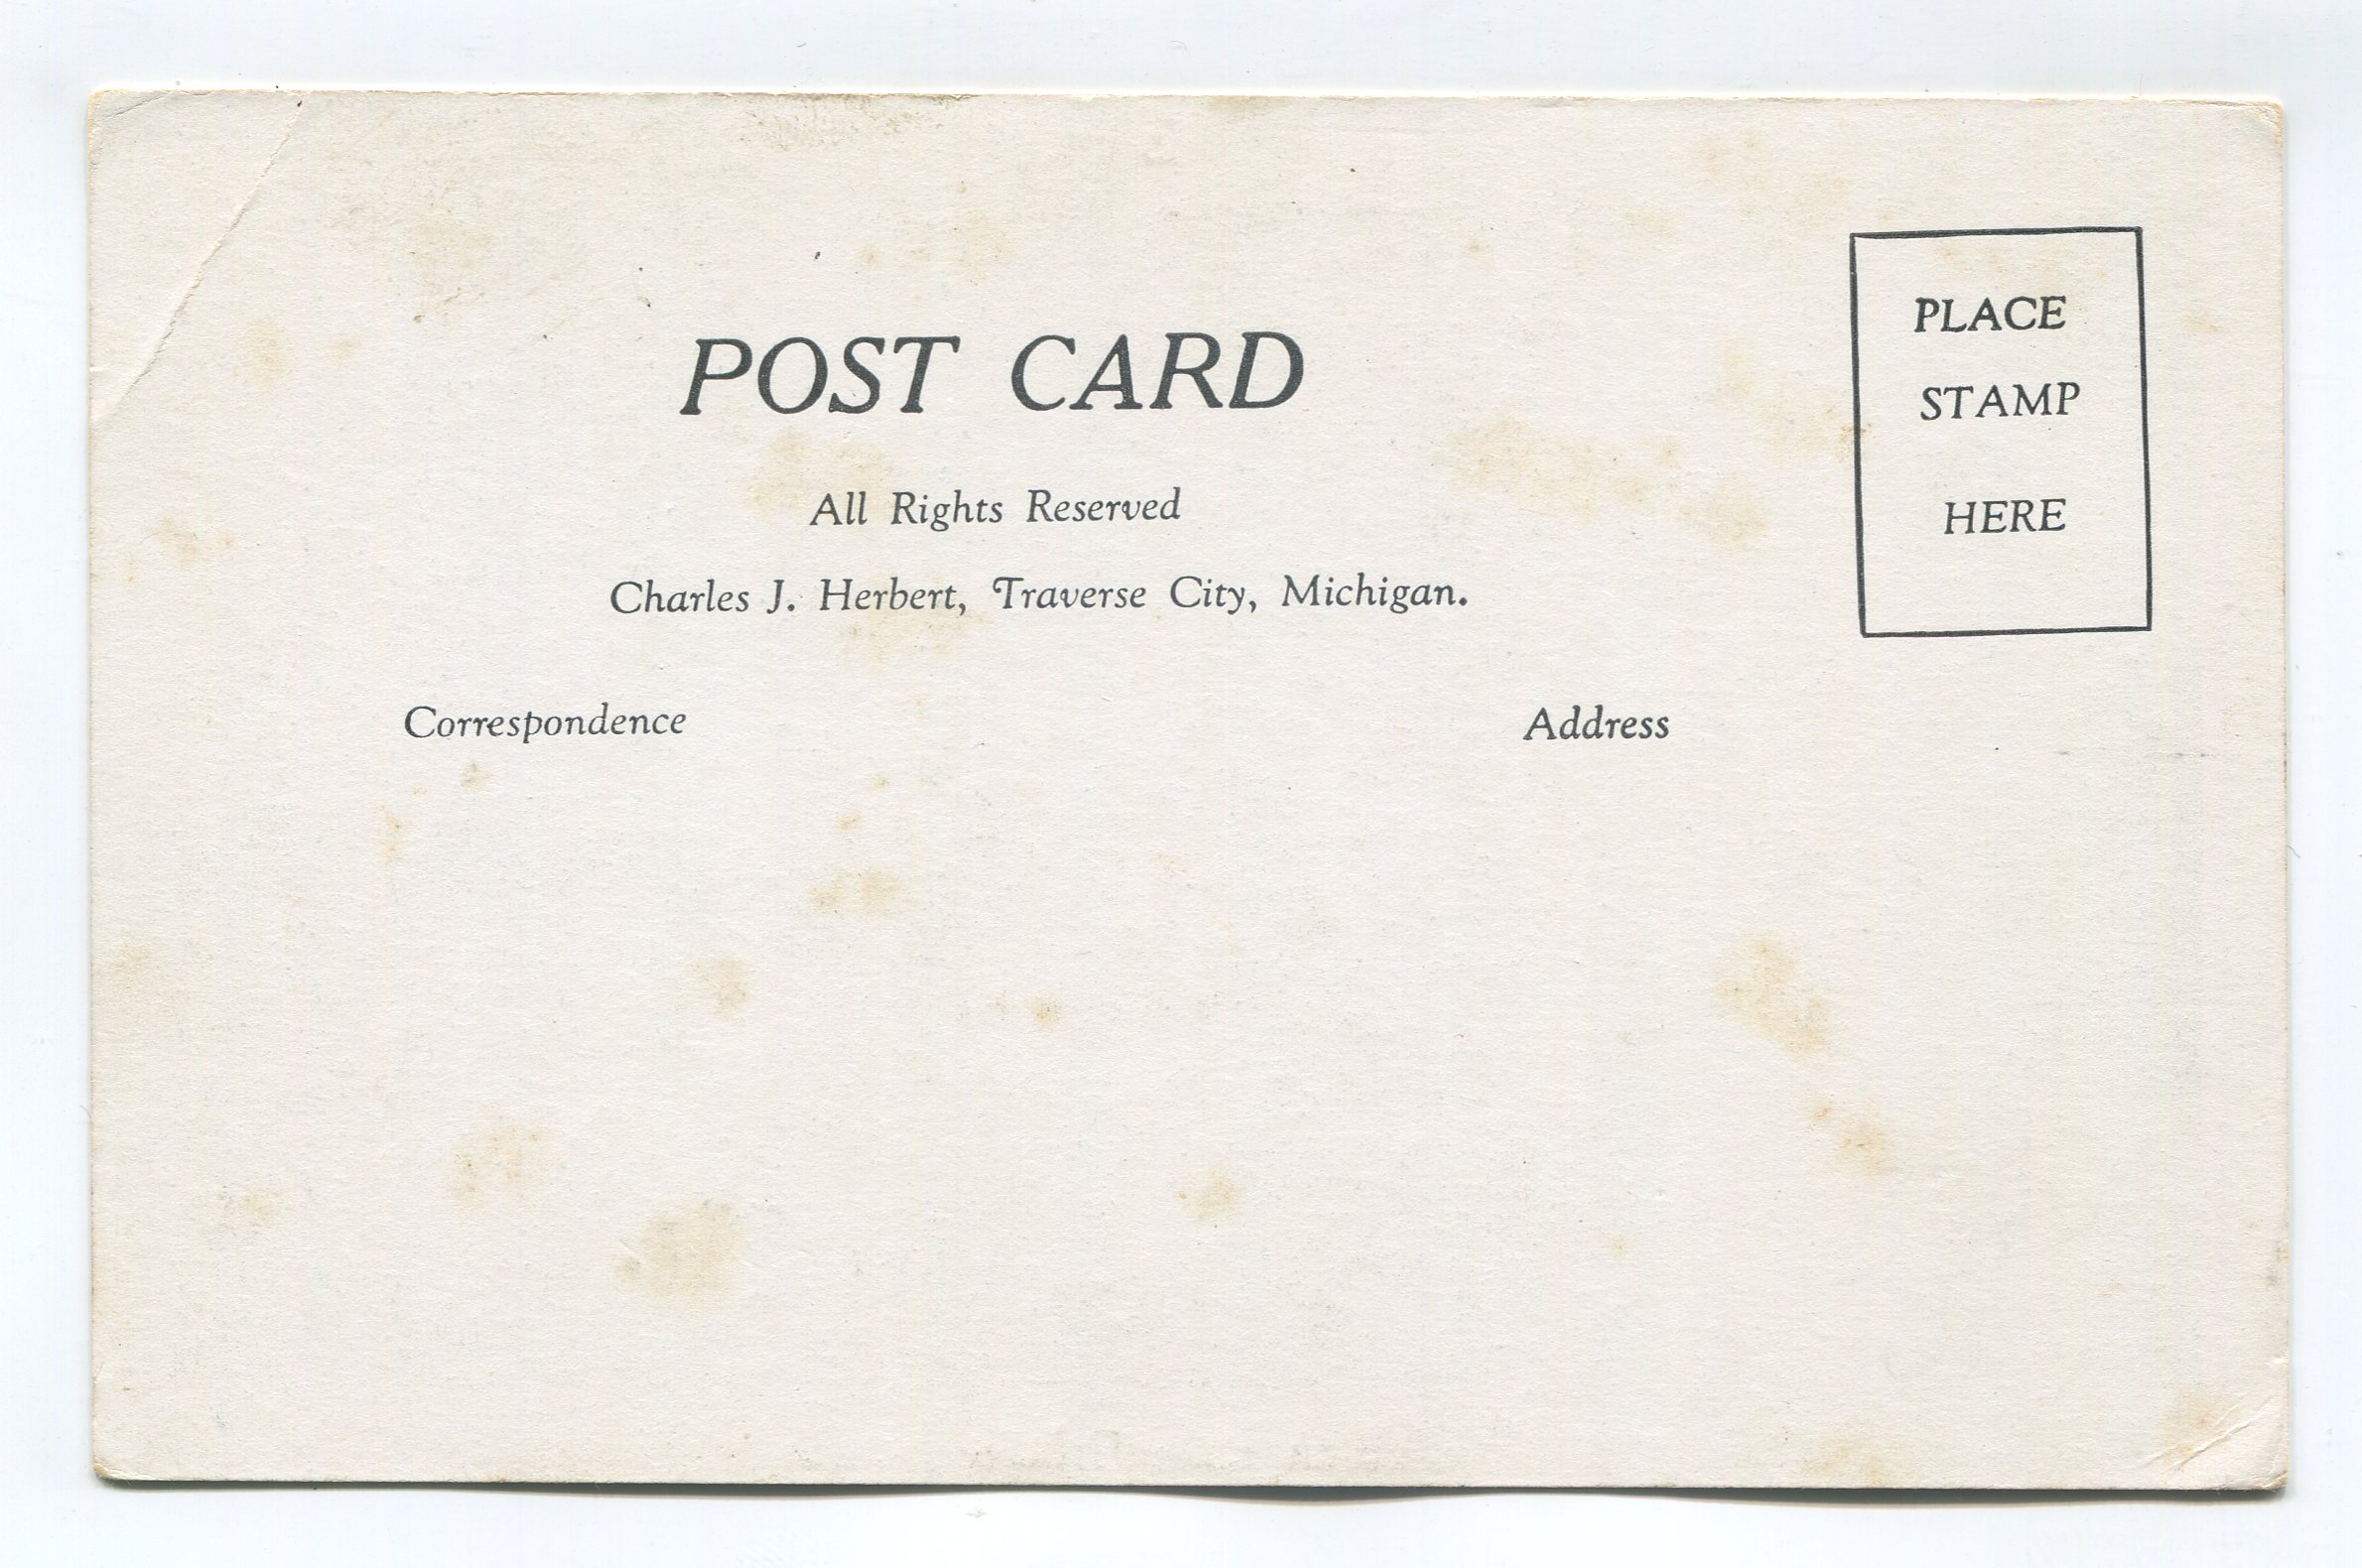 POST CARD
All Rights Reserved
Charles J. Herbert, Traverse City, Michigan.
PLACE
STAMP
HERE
Correspondence
Address